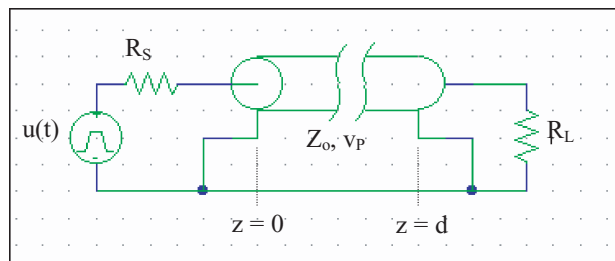 R_S
u(t)
Z_o, v_P
R_L
z = 0
z = d